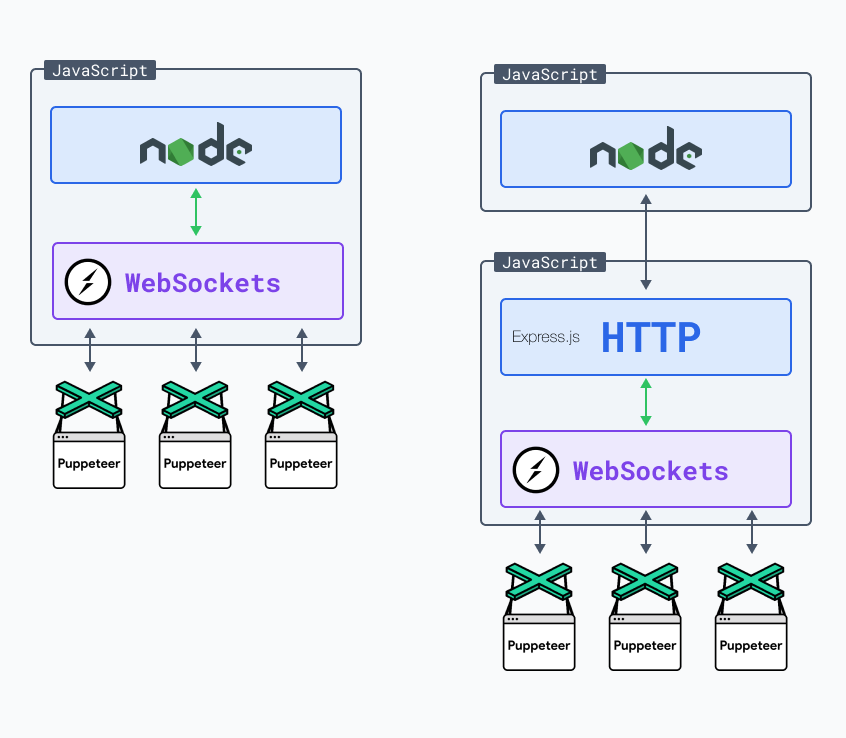 JavaScript
node
WebSockets
Puppeteer
Puppeteer
Puppeteer
JavaScript
node
JavaScript
Express.js HTTP
WebSockets
Puppeteer
Puppeteer
Puppeteer